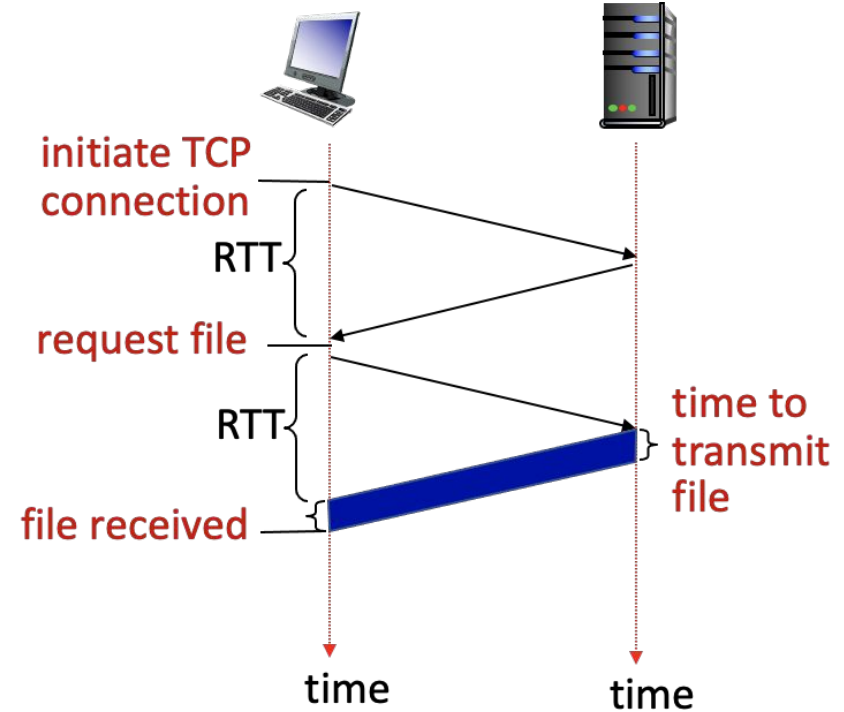 initiate TCP
connection
RTT
request file
RTT
time to
transmit
file
file received
time
time